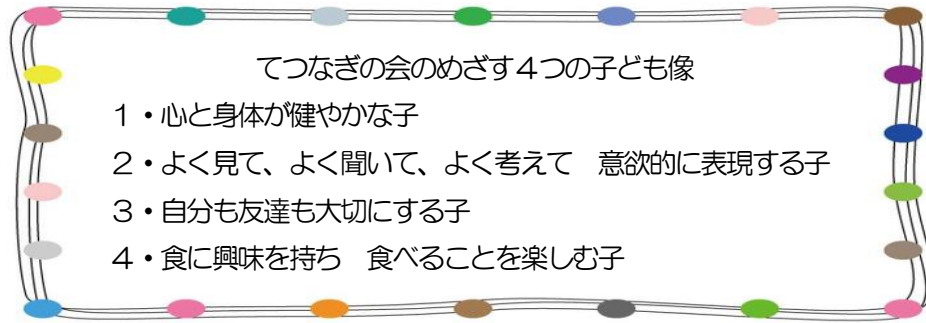 てつなぎの会のめざす４つの子ども像
１・心と身体が健やかな子
２・よく見て、よく聞いて、よく考えて　意欲的に表現する子
３・自分も友達も大切にする子
４・食に興味を持ち　食べることを楽しむ子